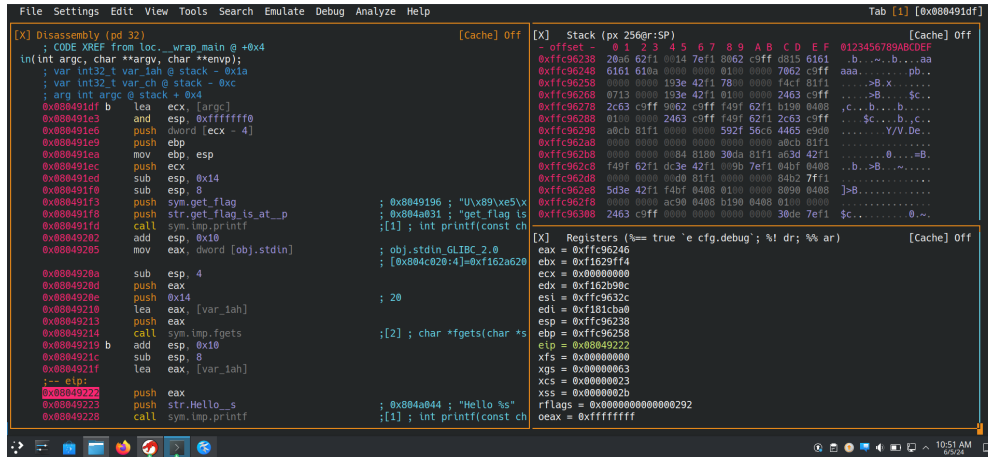 File Settings Edit View Tools Search Emulate Debug Analyze Help
Tab [1] [0x080491df]
[X] Disassembly (pd 32) [Cache] Off
; CODE XREF from loc.__wrap_main @ +0x4
in(int argc, char **argv, char **envp);
; var int32_t var_1ah @ stack - 0x1a
; var int32_t var_ch @ stack - 0xc
; arg int argc @ stack + 0x4
0x080491df b lea ecx, [argc]
0x080491e3 and esp, 0xfffffff0
0x080491e6 push dword [ecx - 4]
0x080491e9 push ebp
0x080491ea mov ebp, esp
0x080491ec push ecx
0x080491ed sub esp, 0x14
0x080491f0 sub esp, 8
0x080491f3 push sym.get_flag ; 0x8049196 ; "U\x89\xe5\x
0x080491f8 push str.get_flag_is_at__p ; 0x804a031 ; "get_flag is
0x080491fd call sym.imp.printf ;[1] ; int printf(const ch
0x08049202 add esp, 0x10
0x08049205 mov eax, dword [obj.stdin] ; obj.stdin_GLIBC_2.0
; [0x804c020:4]=0xf162a620
0x0804920a sub esp, 4
0x0804920d push eax
0x0804920e push 0x14 ; 20
0x08049210 lea eax, [var_1ah]
0x08049213 push eax
0x08049214 call sym.imp.fgets ;[2] ; char *fgets(char *s
0x08049219 b add esp, 0x10
0x0804921c sub esp, 8
0x0804921f lea eax, [var_1ah]
;-- eip:
0x08049222 push eax
0x08049223 push str.Hello__s ; 0x804a044 ; "Hello %s"
0x08049228 call sym.imp.printf ;[1] ; int printf(const ch
[X] Stack (px 256@r:SP) [Cache] Off
- offset - 0 1 2 3 4 5 6 7 8 9 A B C D E F 0123456789ABCDEF
0xffc96238 20a6 62f1 0014 7ef1 8062 c9ff d815 6161 .b...~..b....aa
0xffc96248 6161 610a 0000 0000 0100 0000 7062 c9ff aaa.........pb..
0xffc96258 0000 0000 193e 42f1 7800 0000 f4cf 81f1 .....>B.x.......
0xffc96268 0713 0000 193e 42f1 0100 0000 2463 c9ff .....>B.....$c..
0xffc96278 2c63 c9ff 9062 c9ff f49f 62f1 b190 0408 ,c...b....b.....
0xffc96288 0100 0000 2463 c9ff f49f 62f1 2c63 c9ff ....$c....b.,c..
0xffc96298 a0cb 81f1 0000 0000 592f 56c6 4465 e9d0 ........Y/V.De..
0xffc962a8 0000 0000 0000 0000 0000 0000 a0cb 81f1 ................
0xffc962b8 0000 0000 0084 8180 30da 81f1 a63d 42f1 ........0....=B.
0xffc962c8 f49f 62f1 dc3e 42f1 009b 7ef1 04bf 0408 ..b..>B...~.....
0xffc962d8 0000 0000 00d0 81f1 0000 0000 84b2 7ff1 ................
0xffc962e8 5d3e 42f1 f4bf 0408 0100 0000 8090 0408 ]>B.............
0xffc962f8 0000 0000 ac90 0408 b190 0408 0100 0000 ................
0xffc96308 2463 c9ff 0000 0000 0000 0000 30de 7ef1 $c..........0.~.
[X] Registers (%== true `e cfg.debug`; %! dr; %% ar) [Cache] Off
eax = 0xffc96246
ebx = 0xf1629ff4
ecx = 0x00000000
edx = 0xf162b90c
esi = 0xffc9632c
edi = 0xf181cba0
esp = 0xffc96238
ebp = 0xffc96258
eip = 0x08049222
xfs = 0x00000000
xgs = 0x00000063
xcs = 0x00000023
xss = 0x0000002b
rflags = 0x0000000000000292
oeax = 0xffffffff
10:51 AM
6/5/24